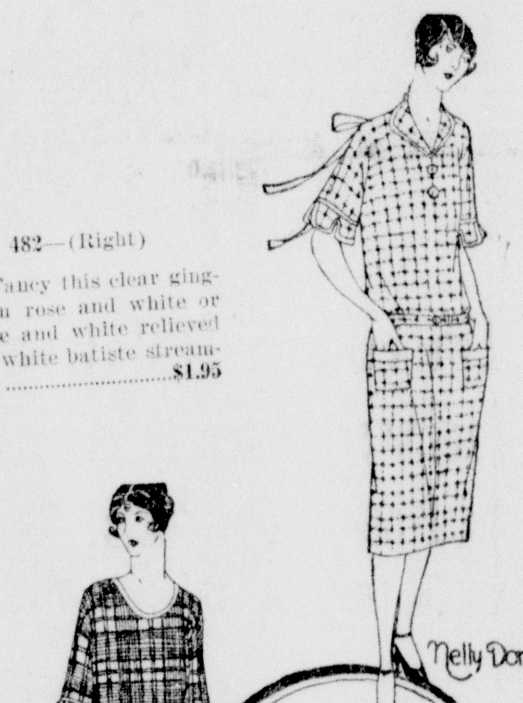 482—(Right)
Fancy this clear ging-
rose and white or
and white relieved
white batiste stream-
$1.95
Nelly Don